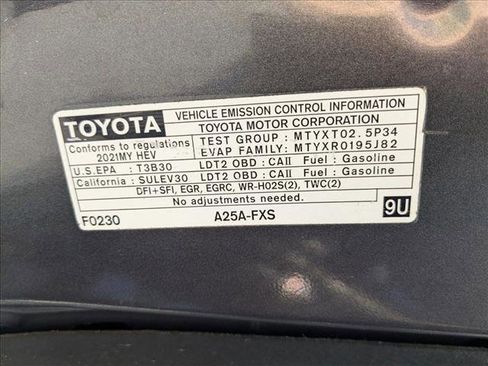 TOYOTA
VEHICLE EMISSION CONTROL INFORMATION
TOYOTA MOTOR CORPORATION
Conforms to regulations
2021MY HEV
TEST GROUP : MTYXT02.5P34
EVAP FAMILY: MTYXR0195J82
U.S.EPA : T3B30 LDT2 OBD : CAII Fuel : Gasoline
California : SULEV30 LDT2 OBD : CAII Fuel : Gasoline
DFI+SFI, EGR, EGRC, WR-HO2S(2), TWC(2)
No adjustments needed.
F0230 A25A-FXS 9U